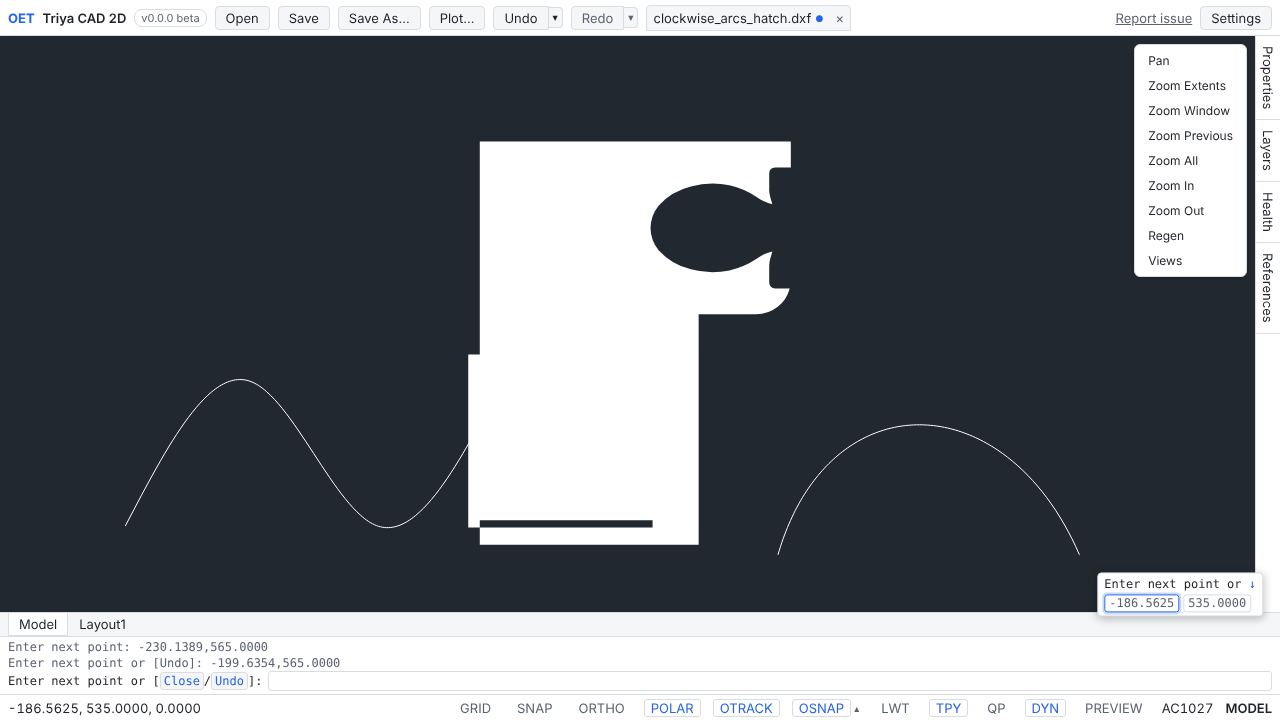 OET Triya CAD 2D v0.0.0 beta Open Save Save As... Plot... Undo ▾ Redo ▾ clockwise_arcs_hatch.dxf ● × Report issue Settings
Pan
Zoom Extents
Zoom Window
Zoom Previous
Zoom All
Zoom In
Zoom Out
Regen
Views
Properties
Layers
Health
References
Enter next point or ↓
-186.5625 535.0000
Model Layout1
Enter next point: -230.1389,565.0000
Enter next point or [Undo]: -199.6354,565.0000
Enter next point or [Close/Undo]:
-186.5625, 535.0000, 0.0000 GRID SNAP ORTHO POLAR OTRACK OSNAP ▴ LWT TPY QP DYN PREVIEW AC1027 MODEL